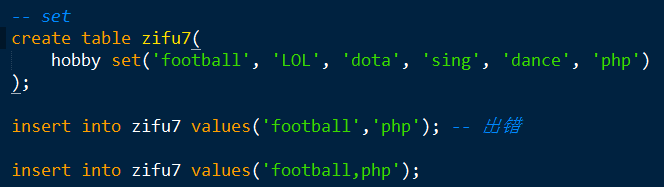 -- set
create table zifu7(
    hobby set('football', 'LOL', 'dota', 'sing', 'dance', 'php')
);
insert into zifu7 values('football','php'); -- 出错
insert into zifu7 values('football,php');